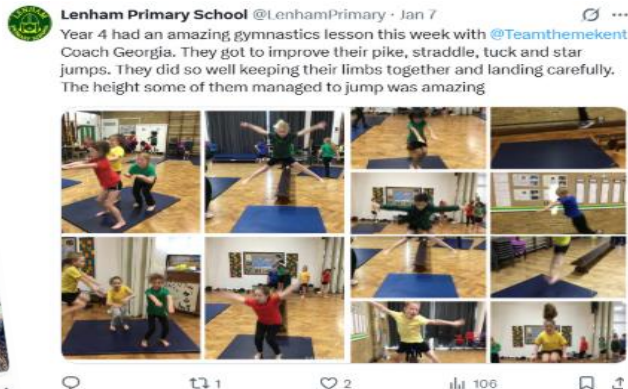 Lenham Primary School @LenhamPrimary · Jan 7
Year 4 had an amazing gymnastics lesson this week with @Teamthemekent
Coach Georgia. They got to improve their pike, straddle, tuck and star
jumps. They did so well keeping their limbs together and landing carefully.
The height some of them managed to jump was amazing
1
2
106